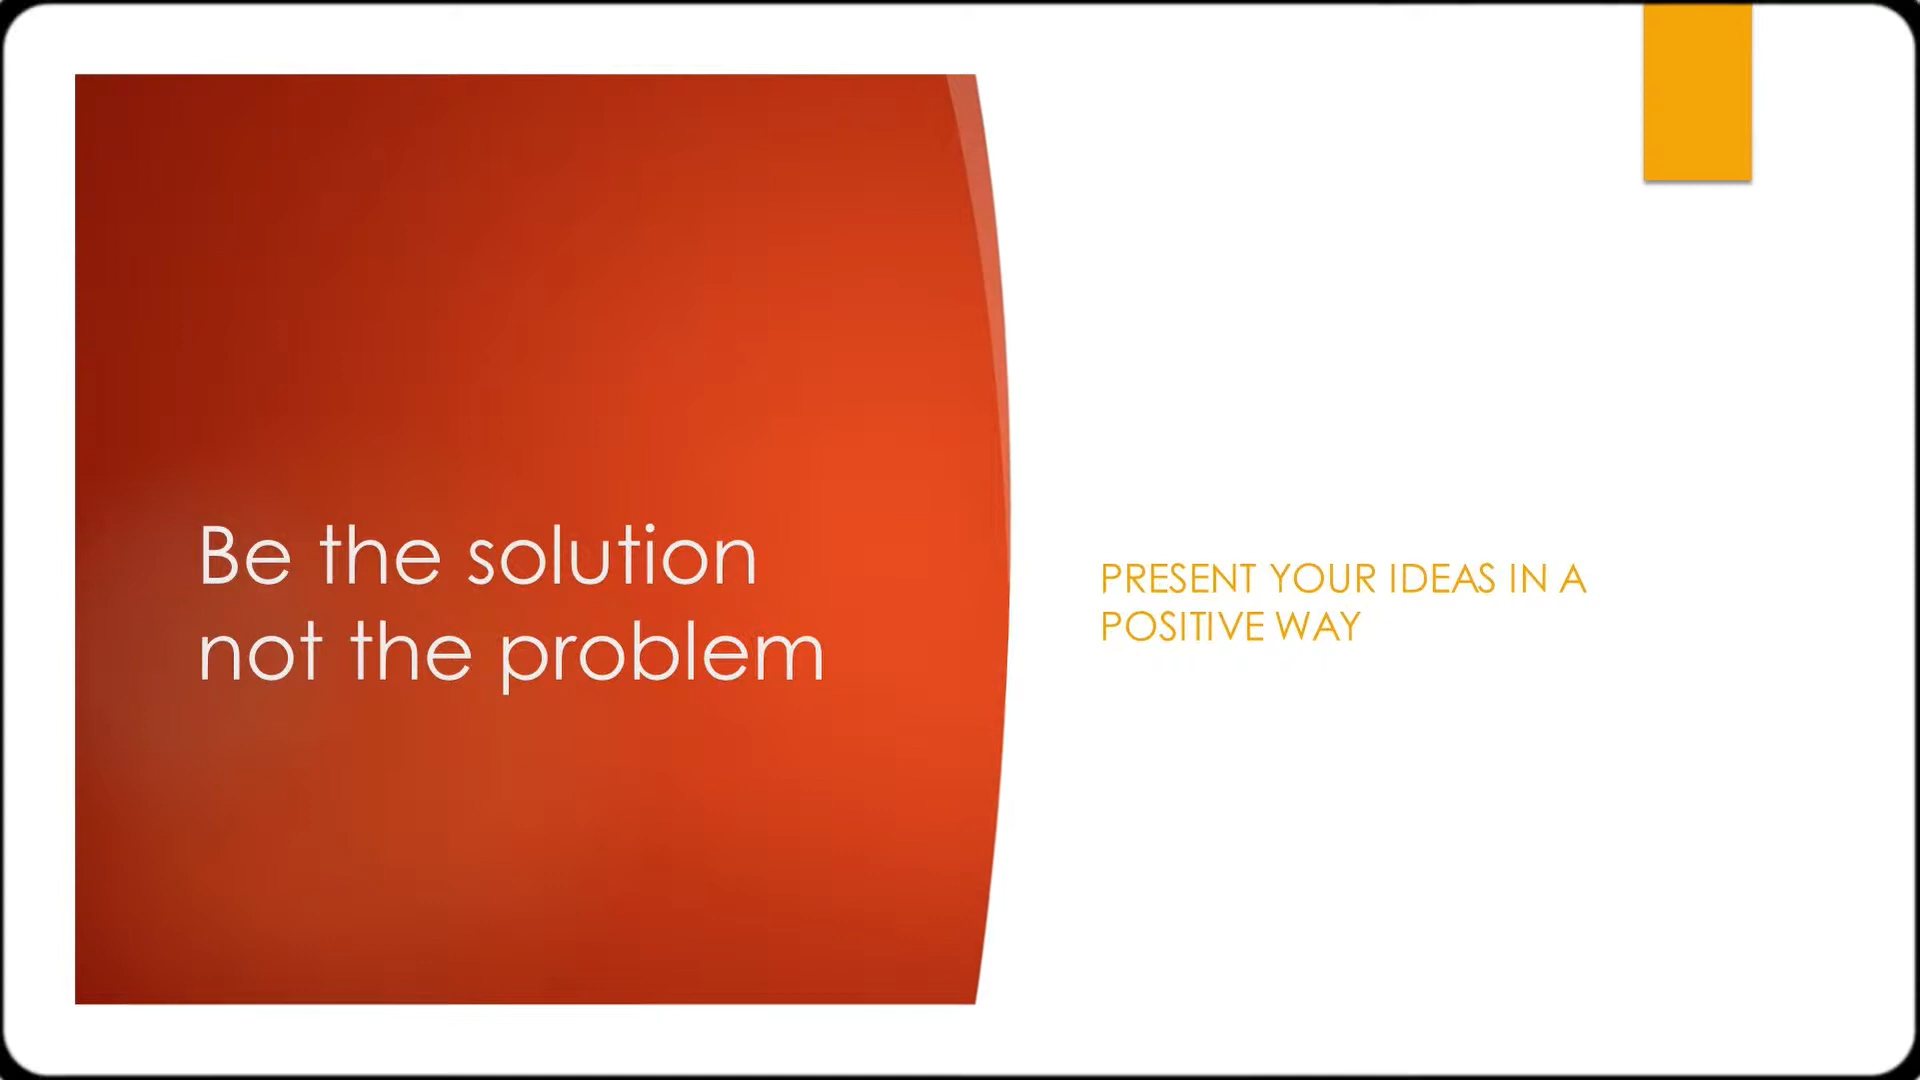 Be the solution
not the problem
PRESENT YOUR IDEAS IN A
POSITIVE WAY